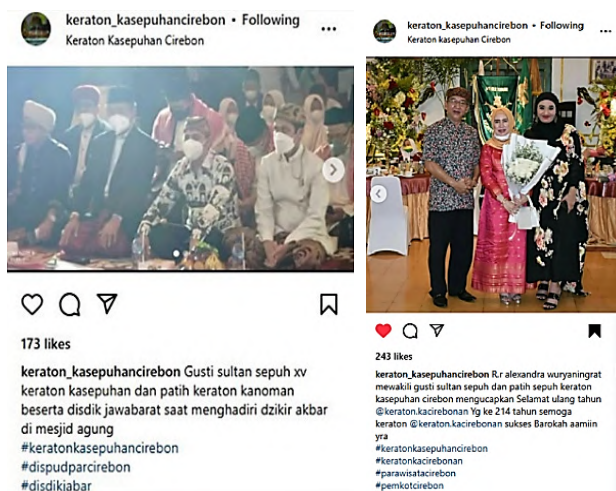 keraton_kasepuhancirebon • Following
Keraton Kasepuhan Cirebon
173 likes
keraton_kasepuhancirebon Gusti sultan sepuh xv
keraton kasepuhan dan patih keraton kanoman
beserta disdik jawabarat saat menghadiri dzikir akbar
di mesjid agung
#keratonkasepuhancirebon
#dispudparcirebon
#disdikjabar
keraton_kasepuhancirebon • Following
Keraton kasepuhan Cirebon
243 likes
keraton_kasepuhancirebon R.r alexandra wuryaningrat
mewakili gusti sultan sepuh dan patih sepuh keraton
kasepuhan cirebon mengucapkan Selamat ulang tahun
@keraton.kacirebonan Yg ke 214 tahun semoga
keraton @keraton.kacirebonan sukses Barokah aamiin
yra
#keratonkasepuhancirebon
#keratonkacirebonan
#parawisatacirebon
#pemkotcirebon